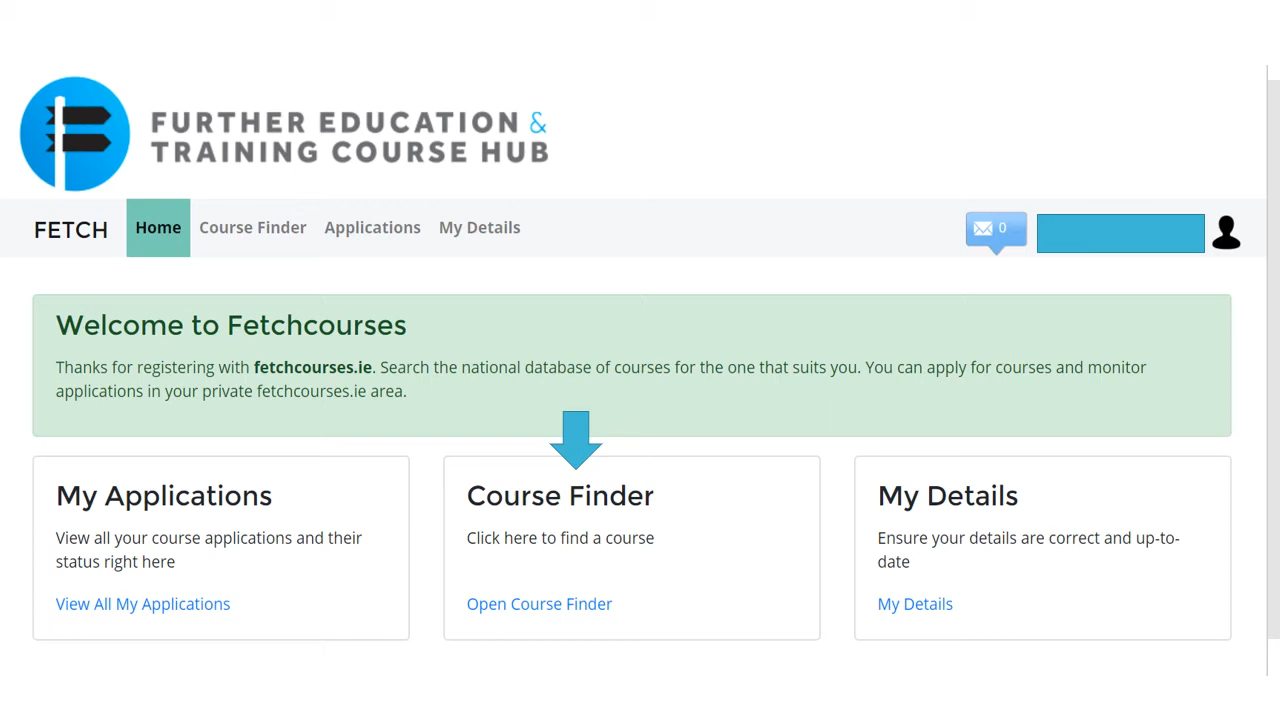 FURTHER EDUCATION &
TRAINING COURSE HUB
FETCH Home Course Finder Applications My Details 0
Welcome to Fetchcourses
Thanks for registering with fetchcourses.ie. Search the national database of courses for the one that suits you. You can apply for courses and monitor
applications in your private fetchcourses.ie area.
My Applications
View all your course applications and their
status right here
View All My Applications
Course Finder
Click here to find a course
Open Course Finder
My Details
Ensure your details are correct and up-to-
date
My Details